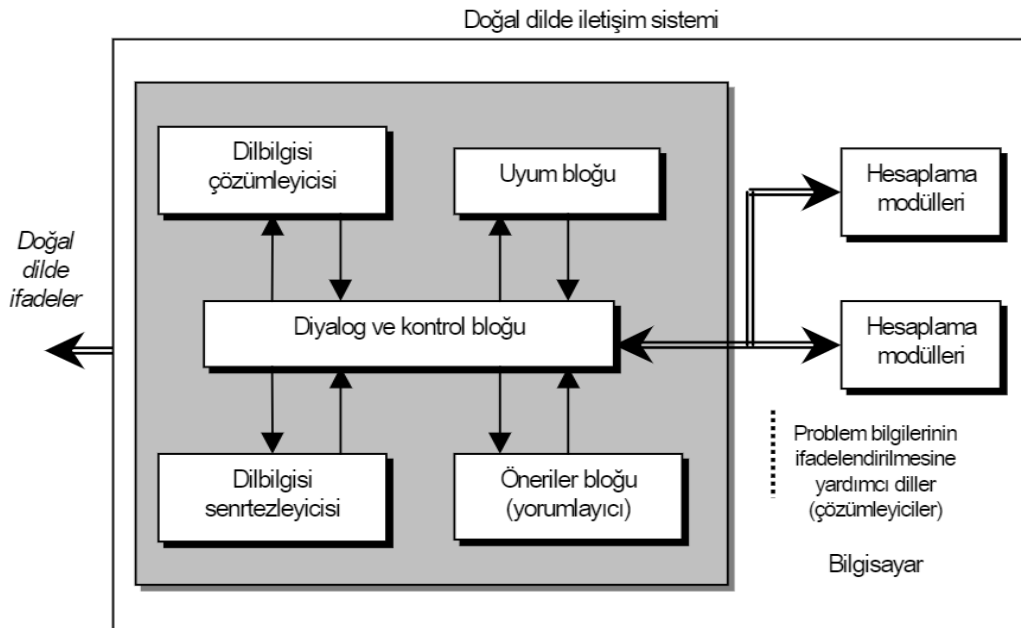 Doğal dilde iletişim sistemi
Dilbilgisi
çözümleyicisi
Uyum bloğu
Hesaplama
modülleri
Doğal
dilde
ifadeler
Diyalog ve kontrol bloğu
Hesaplama
modülleri
Dilbilgisi
senrtezleyicisi
Öneriler bloğu
(yorumlayıcı)
Problem bilgilerinin
ifadelendirilmesine
yardımcı diller
(çözümleyiciler)
Bilgisayar